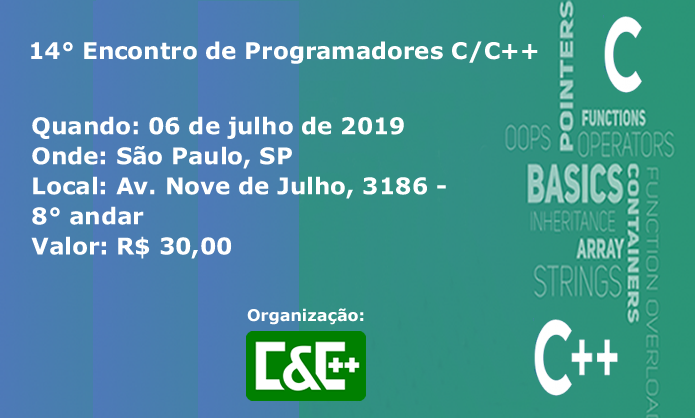 14° Encontro de Programadores C/C++
Quando: 06 de julho de 2019
Onde: São Paulo, SP
Local: Av. Nove de Julho, 3186 -
8° andar
Valor: R$ 30,00
Organização:
C&C++
POINTERS
C
FUNCTIONS
OOPS
OPERATORS
BASICS
CONTAINERS
FUNCTION OVERLOA
INHERITANCE
ARRAY
STRINGS
C++